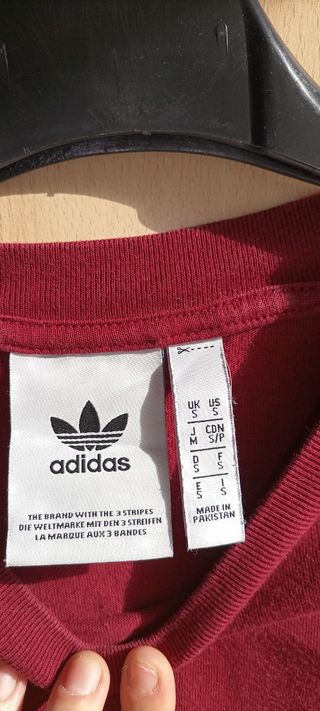 adidas
THE BRAND WITH THE 3 STRIPES
DIE WELTMARKE MIT DEN 3 STREIFEN
LA MARQUE AUX 3 BANDES
UK US
S S
J CDN
M S/P
D F
S S
E I
S S
MADE IN
PAKISTAN